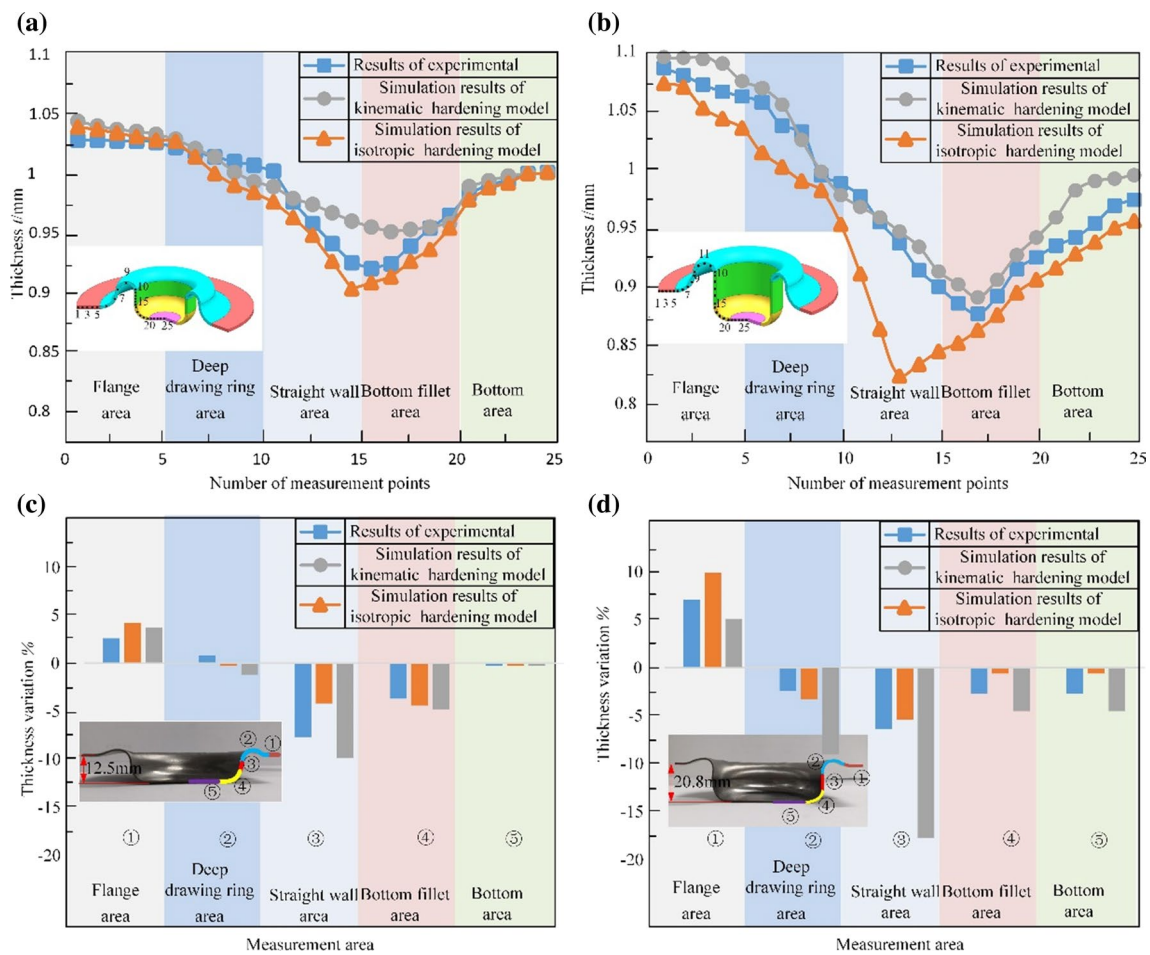 (a)
Results of experimental
Simulation results of
kinematic hardening model
Simulation results of
isotropic hardening model
Thickness t/mm
1.1
1.05
1
0.95
0.9
0.85
0.8
1 3 5
7
9
10
15
20
25
Flange
area
Deep
drawing ring
area
Straight wall
area
Bottom fillet
area
Bottom
area
0
5
10
15
20
25
Number of measurement points
(b)
Results of experimental
Simulation results of
kinematic hardening model
Simulation results of
isotropic hardening model
Thickness t/mm
1.1
1.05
1
0.95
0.9
0.85
0.8
1 3 5
7
9
11
10
15
20
25
Flange
area
Deep
drawing ring
area
Straight wall
area
Bottom fillet
area
Bottom
area
0
5
10
15
20
25
Number of measurement points
(c)
Results of experimental
Simulation results of
kinematic hardening model
Simulation results of
isotropic hardening model
Thickness variation %
10
5
0
-5
-10
-15
-20
12.5mm
②
①
③
④
⑤
①
②
③
④
⑤
Flange
area
Deep
drawing ring
area
Straight wall
area
Bottom fillet
area
Bottom
area
Measurement area
(d)
Results of experimental
Simulation results of
kinematic hardening model
Simulation results of
isotropic hardening model
Thickness variation %
10
5
0
-5
-10
-15
-20
20.8mm
②
①
③
④
⑤
①
②
③
④
⑤
Flange
area
Deep
drawing ring
area
Straight wall
area
Bottom fillet
area
Bottom
area
Measurement area